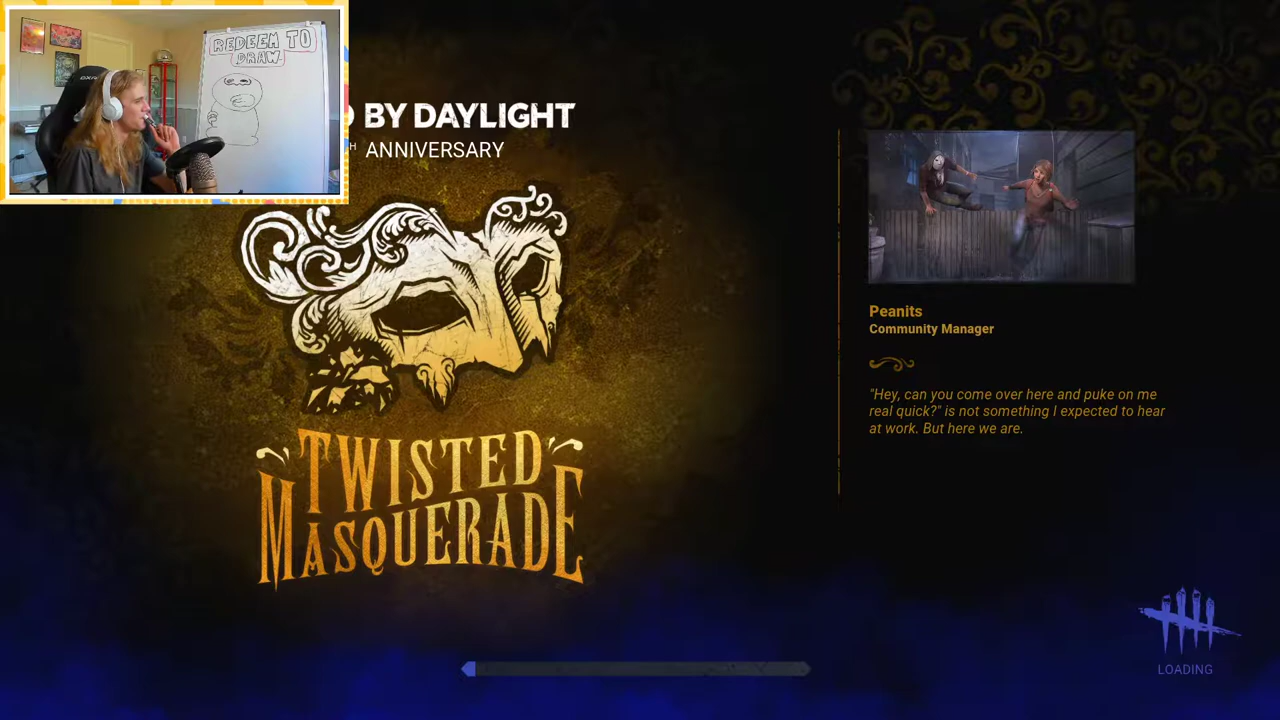 REDEEM TO
DRAW
BY DAYLIGHT
TH ANNIVERSARY
TWISTED
MASQUERADE
Peanits
Community Manager
"Hey, can you come over here and puke on me
real quick?" is not something I expected to hear
at work. But here we are.
LOADING